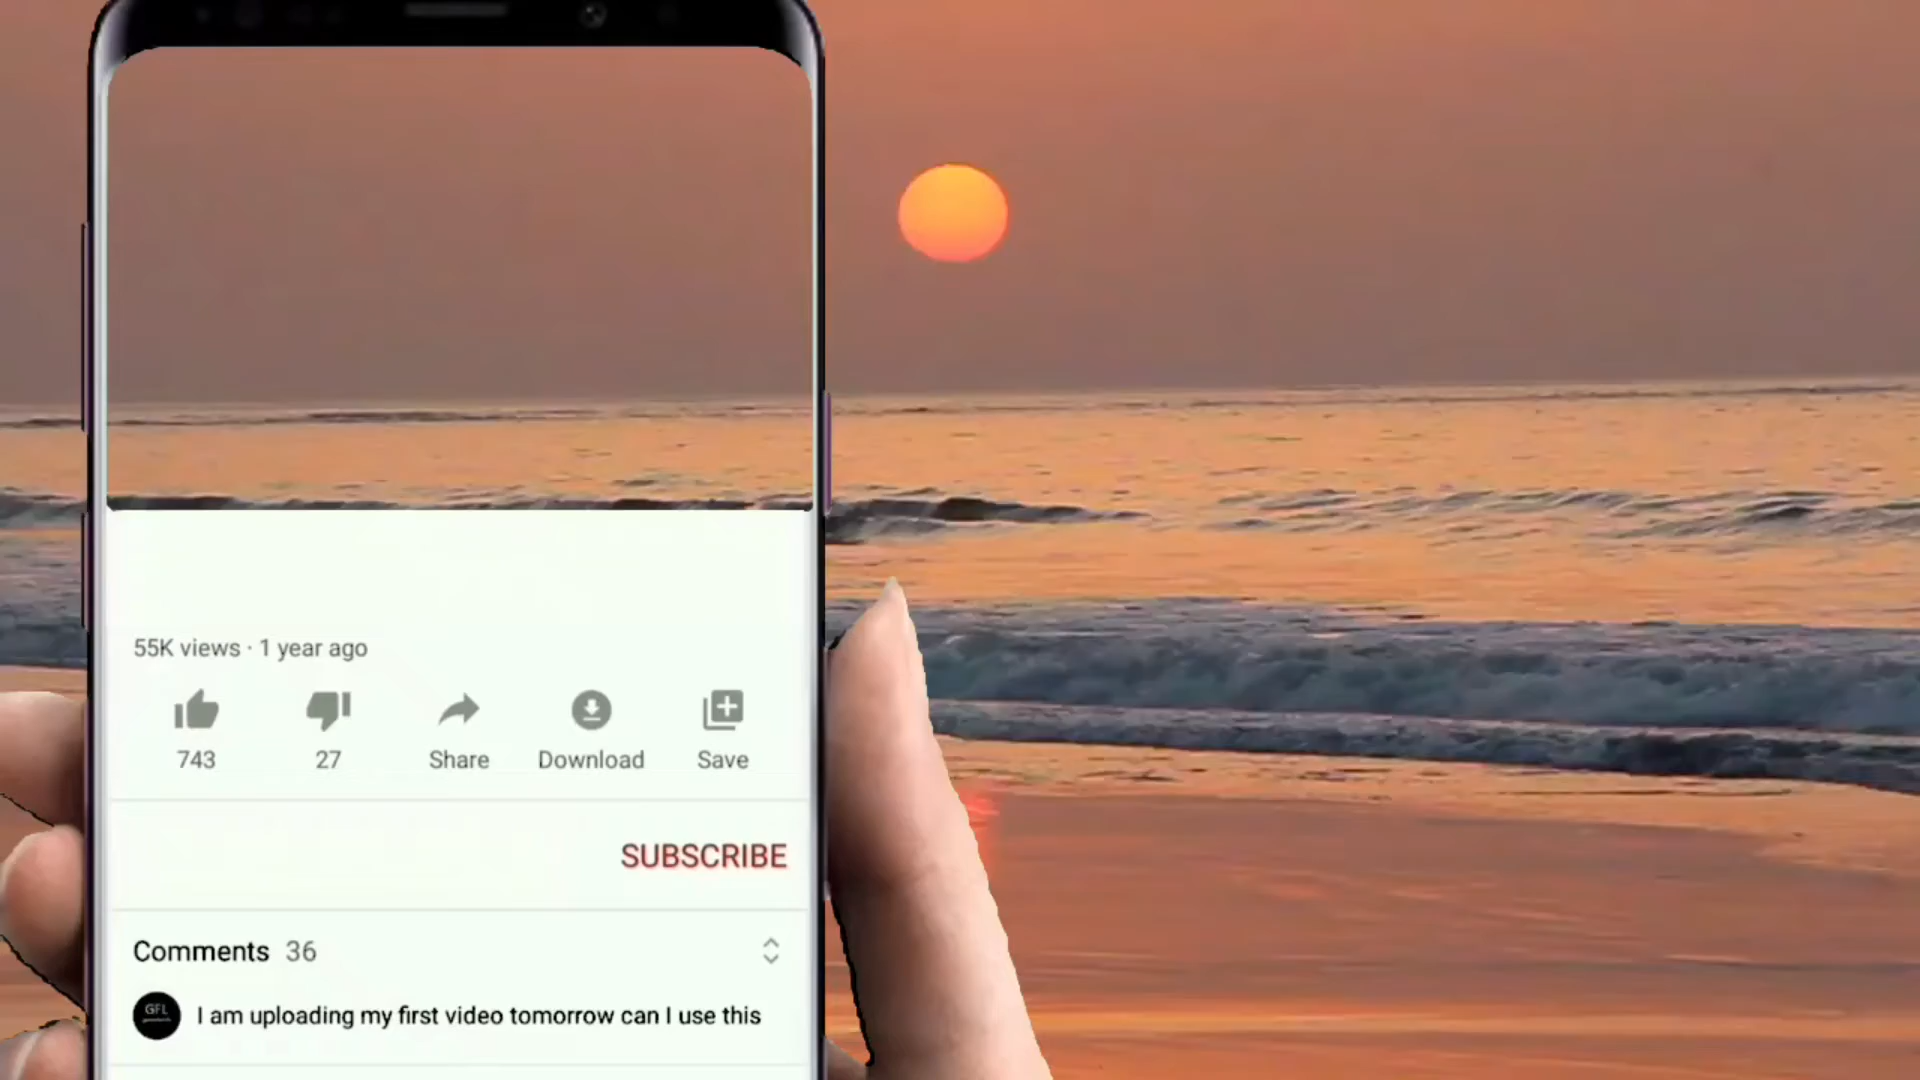 55K views · 1 year ago
743 27 Share Download Save
SUBSCRIBE
Comments 36
GFL
I am uploading my first video tomorrow can I use this